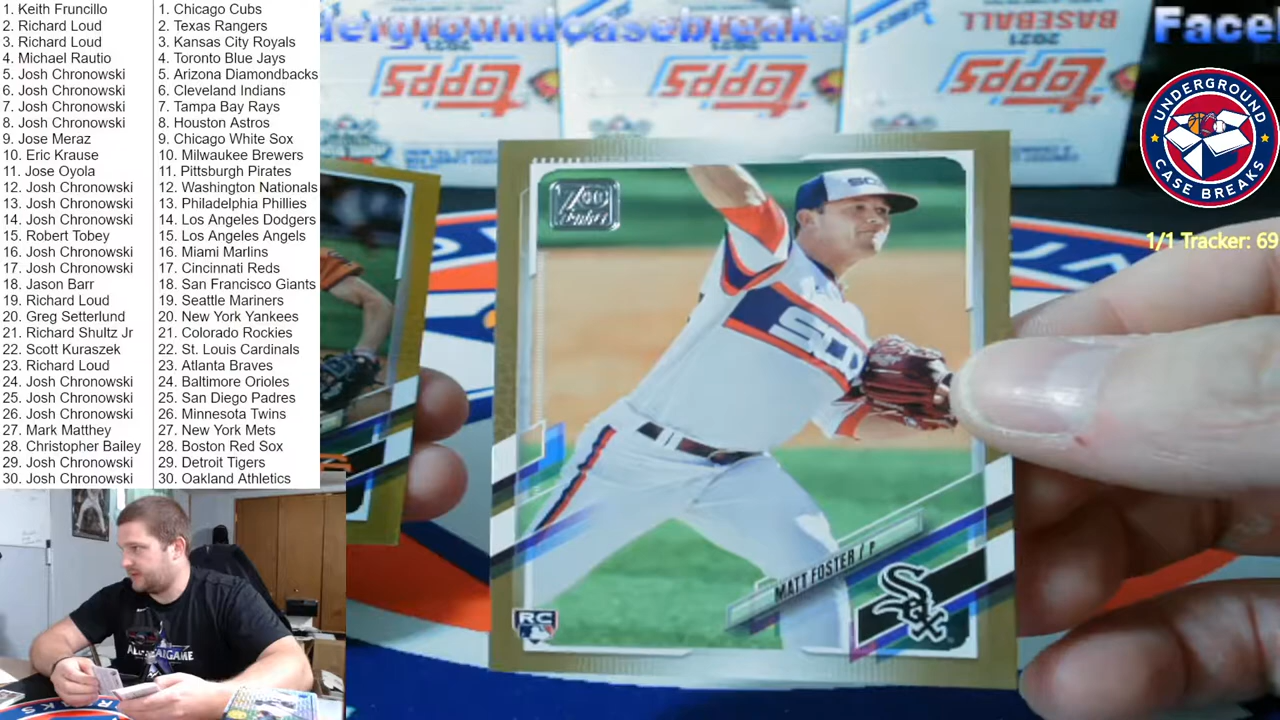 1. Keith Fruncillo
2. Richard Loud
3. Richard Loud
4. Michael Rautio
5. Josh Chronowski
6. Josh Chronowski
7. Josh Chronowski
8. Josh Chronowski
9. Jose Meraz
10. Eric Krause
11. Jose Oyola
12. Josh Chronowski
13. Josh Chronowski
14. Josh Chronowski
15. Robert Tobey
16. Josh Chronowski
17. Josh Chronowski
18. Jason Barr
19. Richard Loud
20. Greg Setterlund
21. Richard Shultz Jr
22. Scott Kuraszek
23. Richard Loud
24. Josh Chronowski
25. Josh Chronowski
26. Josh Chronowski
27. Mark Matthey
28. Christopher Bailey
29. Josh Chronowski
30. Josh Chronowski
1. Chicago Cubs
2. Texas Rangers
3. Kansas City Royals
4. Toronto Blue Jays
5. Arizona Diamondbacks
6. Cleveland Indians
7. Tampa Bay Rays
8. Houston Astros
9. Chicago White Sox
10. Milwaukee Brewers
11. Pittsburgh Pirates
12. Washington Nationals
13. Philadelphia Phillies
14. Los Angeles Dodgers
15. Los Angeles Angels
16. Miami Marlins
17. Cincinnati Reds
18. San Francisco Giants
19. Seattle Mariners
20. New York Yankees
21. Colorado Rockies
22. St. Louis Cardinals
23. Atlanta Braves
24. Baltimore Orioles
25. San Diego Padres
26. Minnesota Twins
27. New York Mets
28. Boston Red Sox
29. Detroit Tigers
30. Oakland Athletics
dergroundcasebreaks
Facel
2021
BASEBALL
2021
topps
topps
topps
UNDERGROUND
CASE BREAKS
1/1 Tracker: 69
SOX
MATT FOSTER / P
Sox
RC